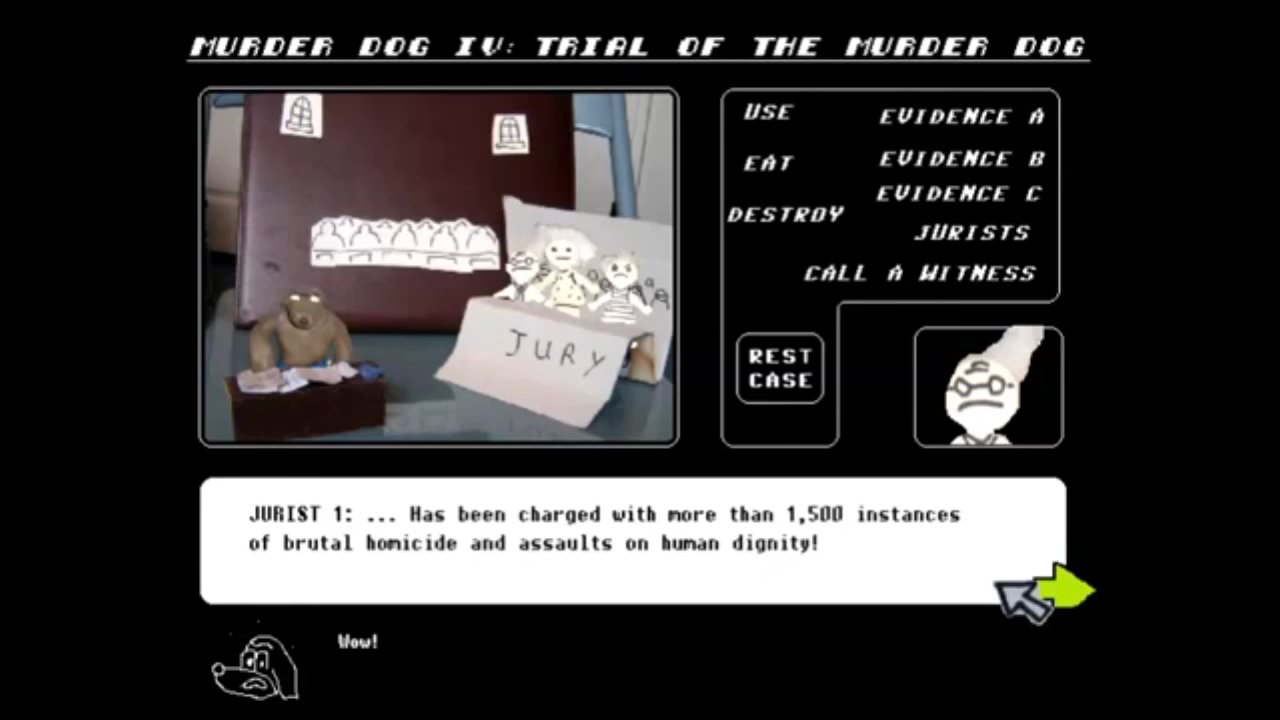 MURDER DOG IV: TRIAL OF THE MURDER DOG
USE
EAT
DESTROY
EVIDENCE A
EVIDENCE B
EVIDENCE C
JURISTS
CALL A WITNESS
JURY
REST
CASE
JURIST 1: ... Has been charged with more than 1,500 instances
of brutal homicide and assaults on human dignity!
Wow!